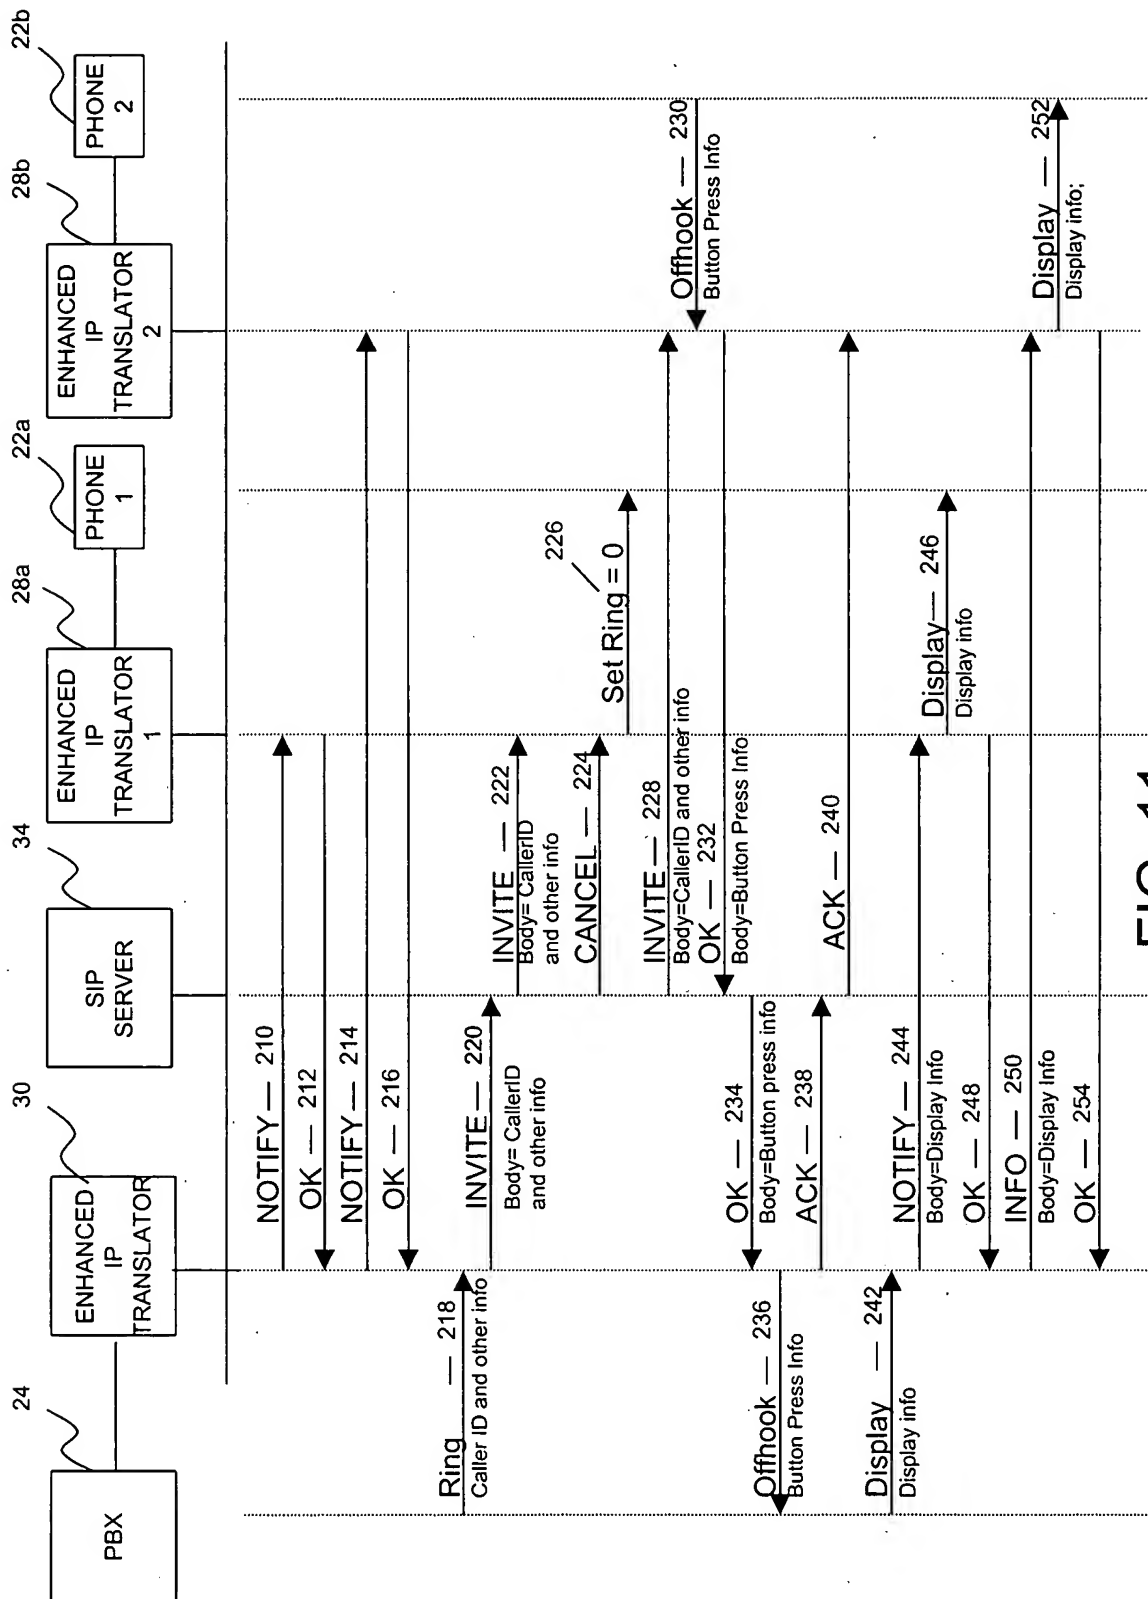 24
30
34
28a
22a
28b
22b
PBX
ENHANCED
IP
TRANSLATOR
SIP
SERVER
ENHANCED
IP
TRANSLATOR
1
PHONE
1
ENHANCED
IP
TRANSLATOR
2
PHONE
2
NOTIFY — 210
OK — 212
NOTIFY — 214
OK — 216
Ring — 218
Caller ID and other info
INVITE — 220
Body= CallerID
and other info
INVITE — 222
Body= CallerID
and other info
CANCEL — 224
226
Set Ring = 0
INVITE — 228
Body=CallerID and other info
Offhook — 230
Button Press Info
OK — 232
Body=Button Press Info
OK — 234
Body=Button press info
Offhook — 236
Button Press Info
ACK — 238
ACK — 240
Display — 242
Display info
NOTIFY — 244
Body=Display Info
Display — 246
Display info
OK — 248
INFO — 250
Body=Display Info
Display — 252
Display info;
OK — 254
FIG. 11